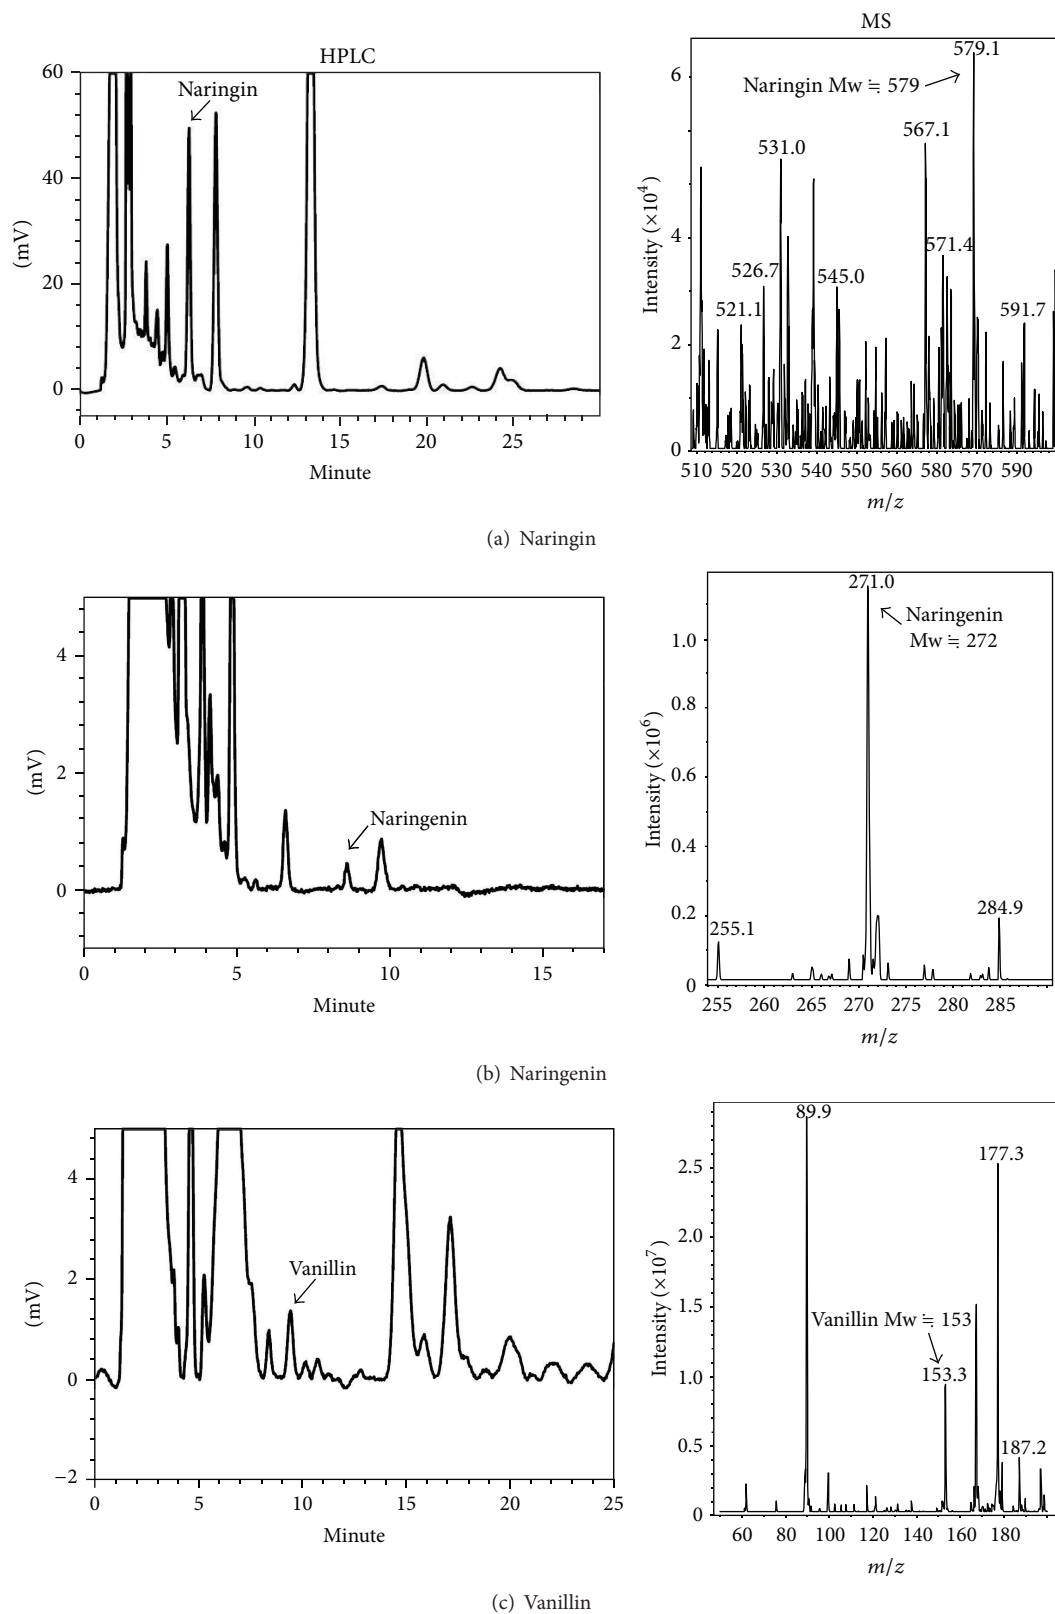 HPLC
60
40
20
0
(mV)
Naringin
0 5 10 15 20 25
Minute
MS
579.1
Naringin Mw ≒ 579
567.1
531.0
571.4
526.7
545.0
521.1
591.7
6
4
2
0
Intensity (×10⁴)
510 520 530 540 550 560 580 570 590
m/z
(a) Naringin
4
2
0
(mV)
Naringenin
0 5 10 15
Minute
271.0
Naringenin
Mw ≒ 272
284.9
255.1
1.0
0.8
0.6
0.4
0.2
0
Intensity (×10⁶)
255 260 265 270 275 280 285
m/z
(b) Naringenin
4
2
0
−2
(mV)
Vanillin
0 5 10 15 20 25
Minute
89.9
177.3
Vanillin Mw ≒ 153
153.3
187.2
2.5
2.0
1.5
1.0
0.5
0
Intensity (×10⁷)
60 80 100 120 140 160 180
m/z
(c) Vanillin